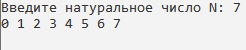 Введите натуральное число N: 7
0 1 2 3 4 5 6 7